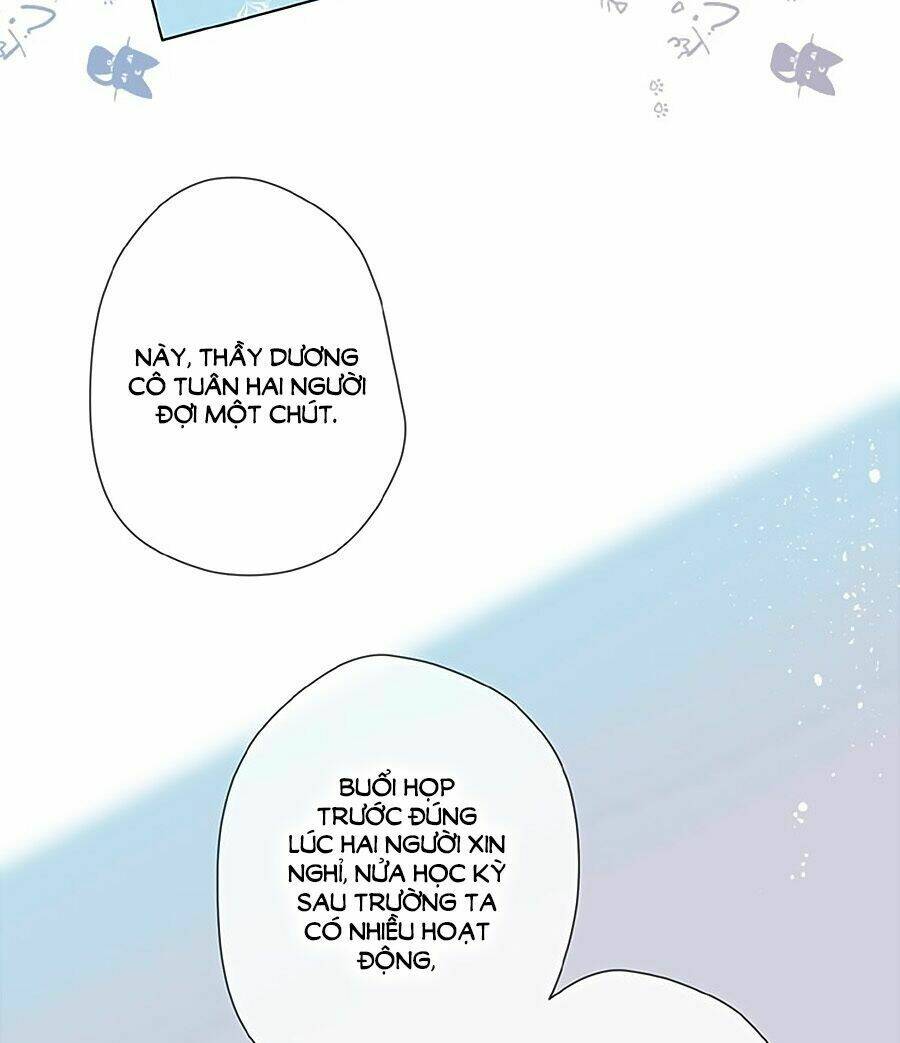 NÀY, THẦY DƯƠNG
CÔ TUÂN HAI NGƯỜI
ĐỢI MỘT CHÚT.
BUỔI HỌP
TRƯỚC ĐÚNG
LÚC HAI NGƯỜI XIN
NGHỈ, NỬA HỌC KỲ
SAU TRƯỜNG TA
CÓ NHIỀU HOẠT
ĐỘNG,